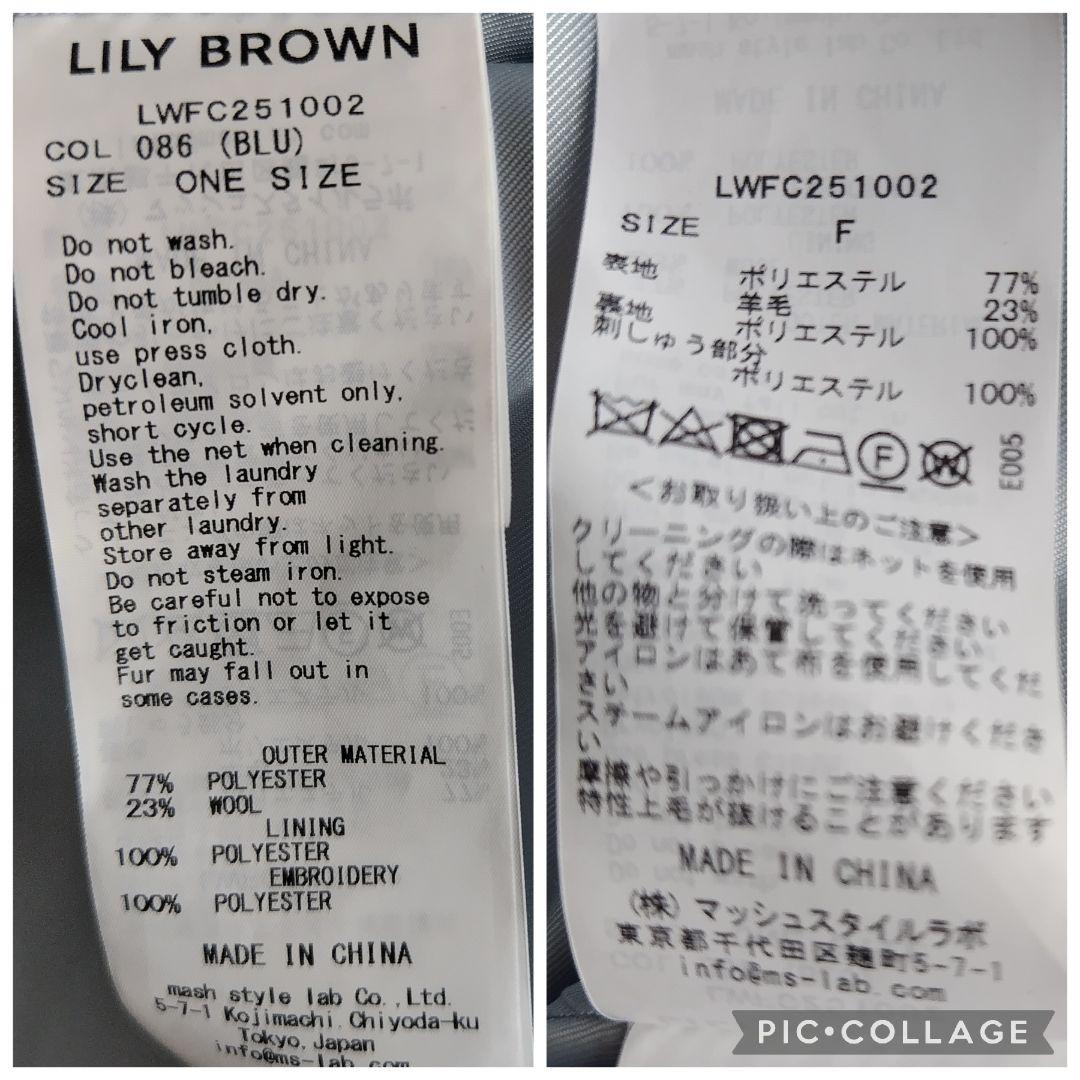 LILY BROWN
LWFC251002
COL 086 (BLU)
SIZE ONE SIZE
Do not wash.
Do not bleach.
Do not tumble dry.
Cool iron,
use press cloth.
Dryclean,
petroleum solvent only,
short cycle.
Use the net when cleaning.
Wash the laundry
separately from
other laundry.
Store away from light.
Do not steam iron.
Be careful not to expose
to friction or let it
get caught.
Fur may fall out in
some cases.
OUTER MATERIAL
77% POLYESTER
23% WOOL
LINING
100% POLYESTER
EMBROIDERY
100% POLYESTER
MADE IN CHINA
mash style lab Co.,Ltd.
5-7-1 Kojimachi,Chiyoda-ku
Tokyo,Japan
info@ms-lab.com
LWFC251002
SIZE F
表地 ポリエステル 77%
羊毛 23%
裏地 ポリエステル 100%
刺しゅう部分
ポリエステル 100%
F
W
E005
<お取り扱い上のご注意>
クリーニングの際はネットを使用
してください
他の物と分けて洗ってください
光を避けて保管してください
アイロンはあて布を使用してくだ
さい
スチームアイロンはお避けくださ
い
摩擦や引っかけにご注意ください
特性上毛が抜けることがあります
MADE IN CHINA
(株)マッシュスタイルラボ
東京都千代田区麹町5-7-1
info@ms-lab.com
PIC•COLLAGE